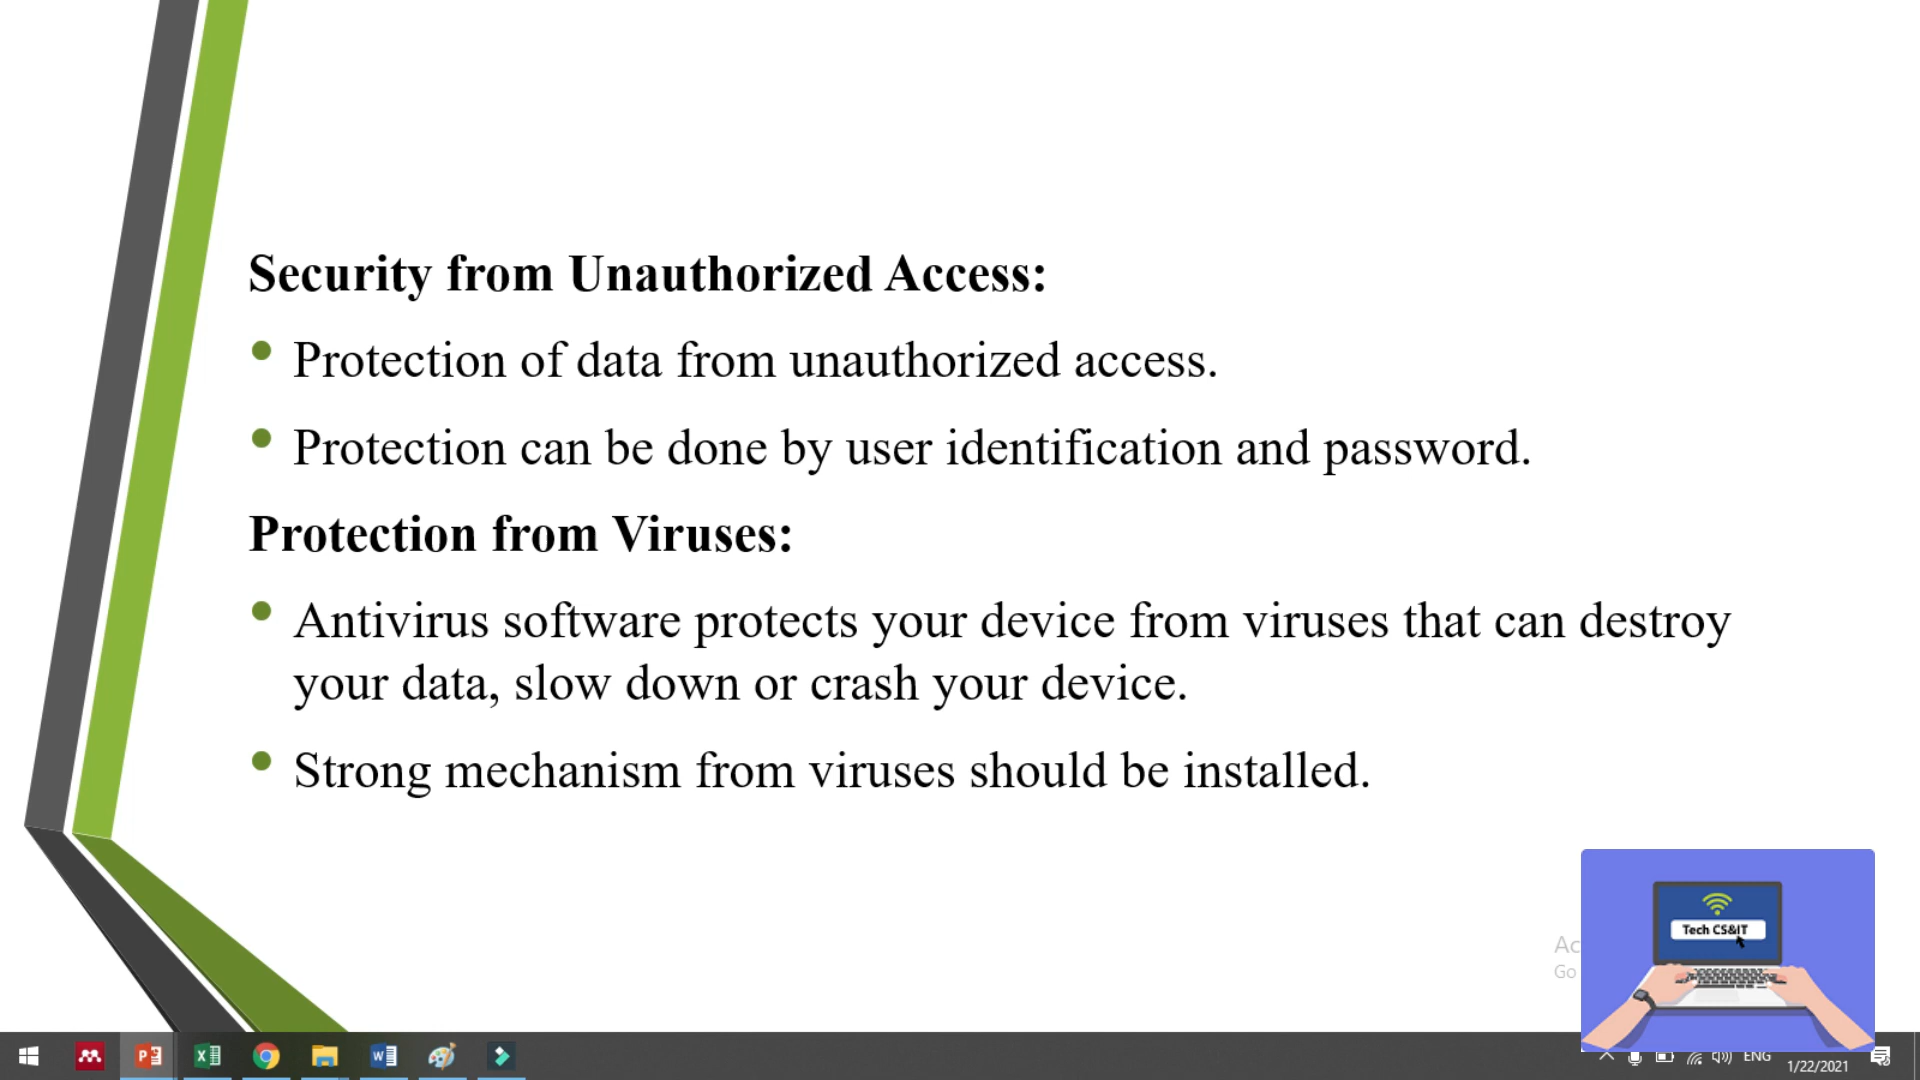 Security from Unauthorized Access:
Protection of data from unauthorized access.
Protection can be done by user identification and password.
Protection from Viruses:
Antivirus software protects your device from viruses that can destroy
your data, slow down or crash your device.
Strong mechanism from viruses should be installed.
Tech CS&IT
Ac
Go
ENG
1/22/2021